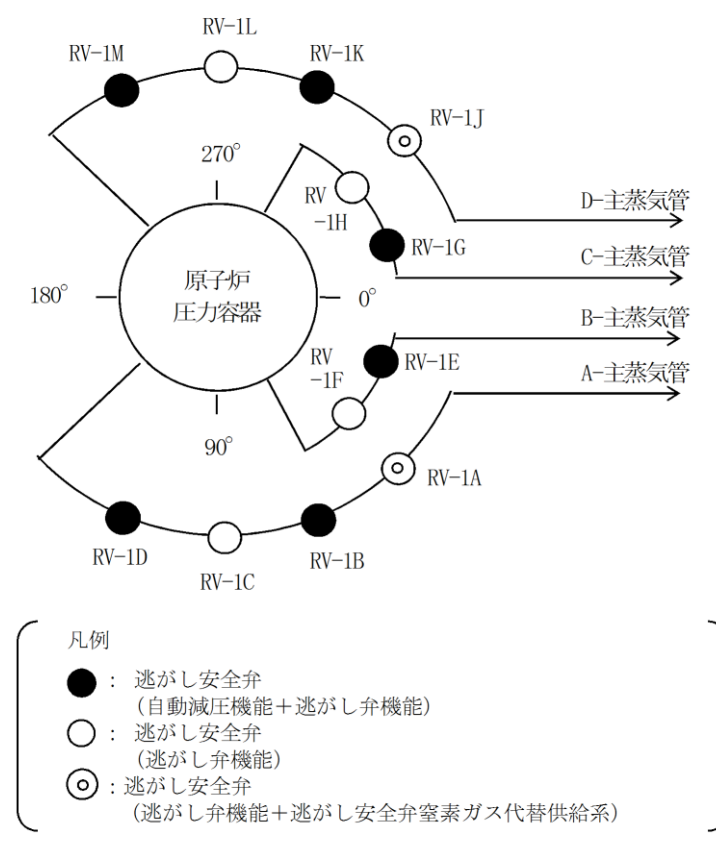 RV-1L
RV-1M
RV-1K
RV-1J
270°
RV
-1H
D-主蒸気管
RV-1G
C-主蒸気管
原子炉
圧力容器
180°
0°
B-主蒸気管
RV
-1F
RV-1E
A-主蒸気管
90°
RV-1A
RV-1D
RV-1C
RV-1B
凡例
: 逃がし安全弁
(自動減圧機能+逃がし弁機能)
: 逃がし安全弁
(逃がし弁機能)
:逃がし安全弁
(逃がし弁機能+逃がし安全弁窒素ガス代替供給系)